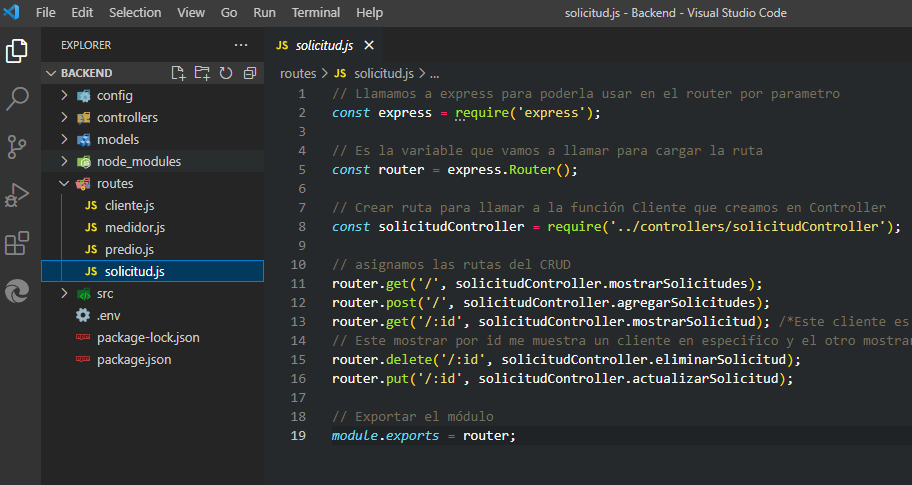 File Edit Selection View Go Run Terminal Help solicitud.js - Backend - Visual Studio Code
EXPLORER ...
JS solicitud.js
BACKEND
routes > JS solicitud.js > ...
config
controllers
models
node_modules
routes
JS cliente.js
JS medidor.js
JS predio.js
JS solicitud.js
src
.env
package-lock.json
package.json
1 // Llamamos a express para poderla usar en el router por parametro
2 const express = require('express');
3
4 // Es la variable que vamos a llamar para cargar la ruta
5 const router = express.Router();
6
7 // Crear ruta para llamar a la función Cliente que creamos en Controller
8 const solicitudController = require('../controllers/solicitudController');
9
10 // asignamos las rutas del CRUD
11 router.get('/', solicitudController.mostrarSolicitudes);
12 router.post('/', solicitudController.agregarSolicitudes);
13 router.get('/:id', solicitudController.mostrarSolicitud); /*Este cliente es
14 // Este mostrar por id me muestra un cliente en especifico y el otro mostrar
15 router.delete('/:id', solicitudController.eliminarSolicitud);
16 router.put('/:id', solicitudController.actualizarSolicitud);
17
18 // Exportar el módulo
19 module.exports = router;